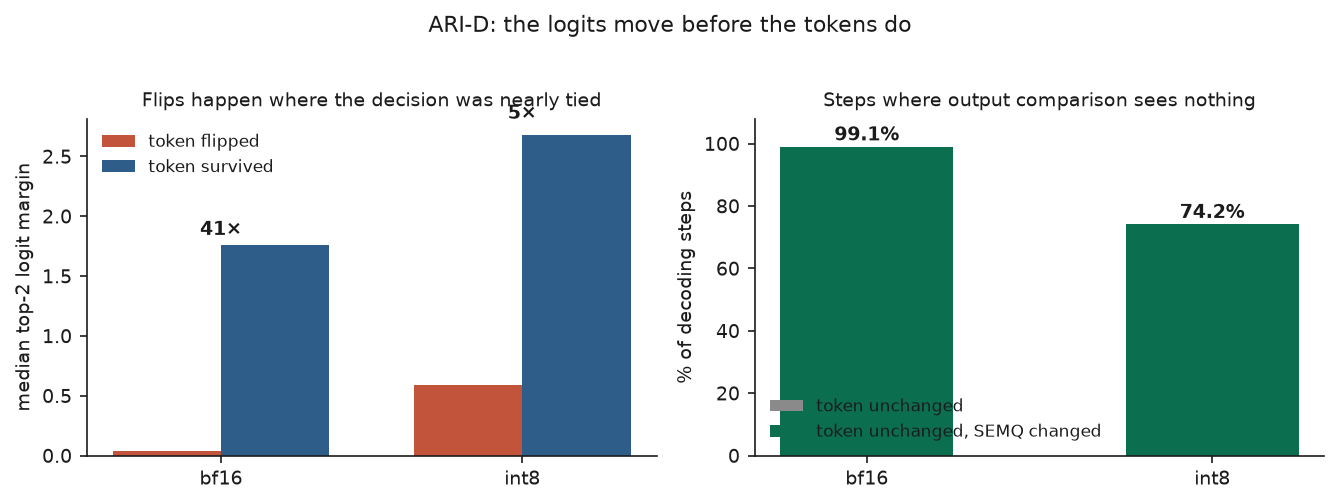 ARI-D: the logits move before the tokens do
Flips happen where the decision was nearly tied
5×
token flipped
token survived
41×
median top-2 logit margin
2.5
2.0
1.5
1.0
0.5
0.0
bf16
int8
Steps where output comparison sees nothing
99.1%
74.2%
% of decoding steps
100
80
60
40
20
0
token unchanged
token unchanged, SEMQ changed
bf16
int8